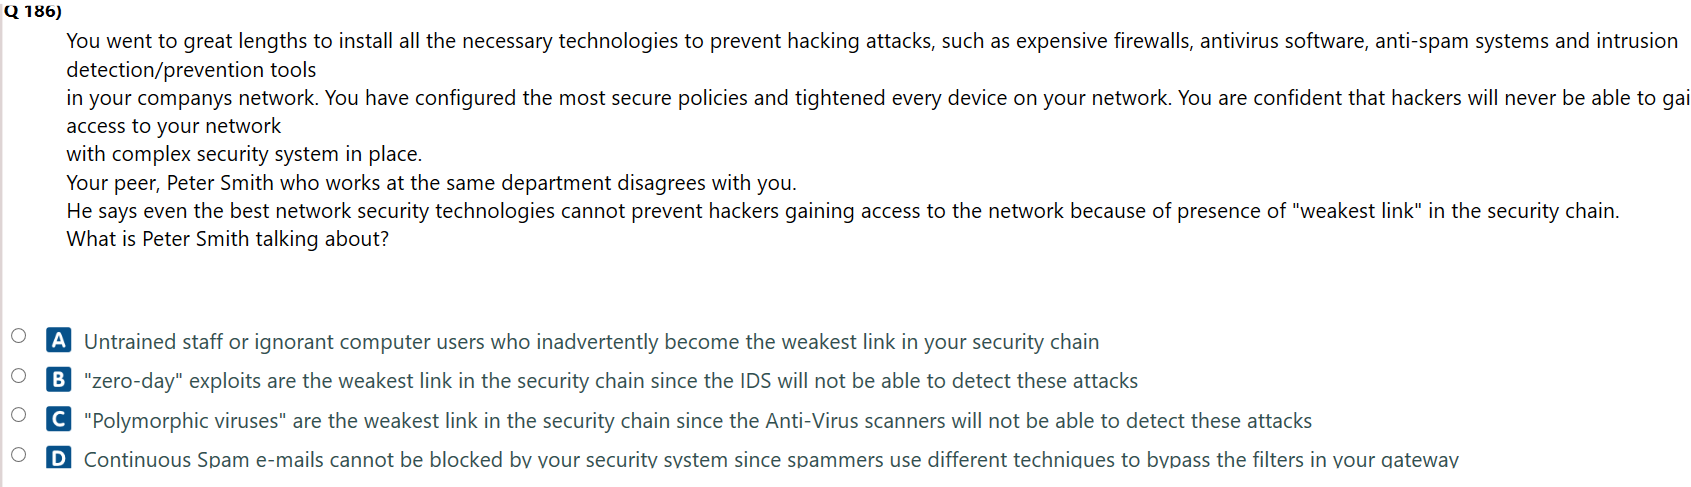 Q 186)
You went to great lengths to install all the necessary technologies to prevent hacking attacks, such as expensive firewalls, antivirus software, anti-spam systems and intrusion
detection/prevention tools
in your companys network. You have configured the most secure policies and tightened every device on your network. You are confident that hackers will never be able to gai
access to your network
with complex security system in place.
Your peer, Peter Smith who works at the same department disagrees with you.
He says even the best network security technologies cannot prevent hackers gaining access to the network because of presence of "weakest link" in the security chain.
What is Peter Smith talking about?
A Untrained staff or ignorant computer users who inadvertently become the weakest link in your security chain
B "zero-day" exploits are the weakest link in the security chain since the IDS will not be able to detect these attacks
C "Polymorphic viruses" are the weakest link in the security chain since the Anti-Virus scanners will not be able to detect these attacks
D Continuous Spam e-mails cannot be blocked by your security system since spammers use different techniques to bypass the filters in your gateway